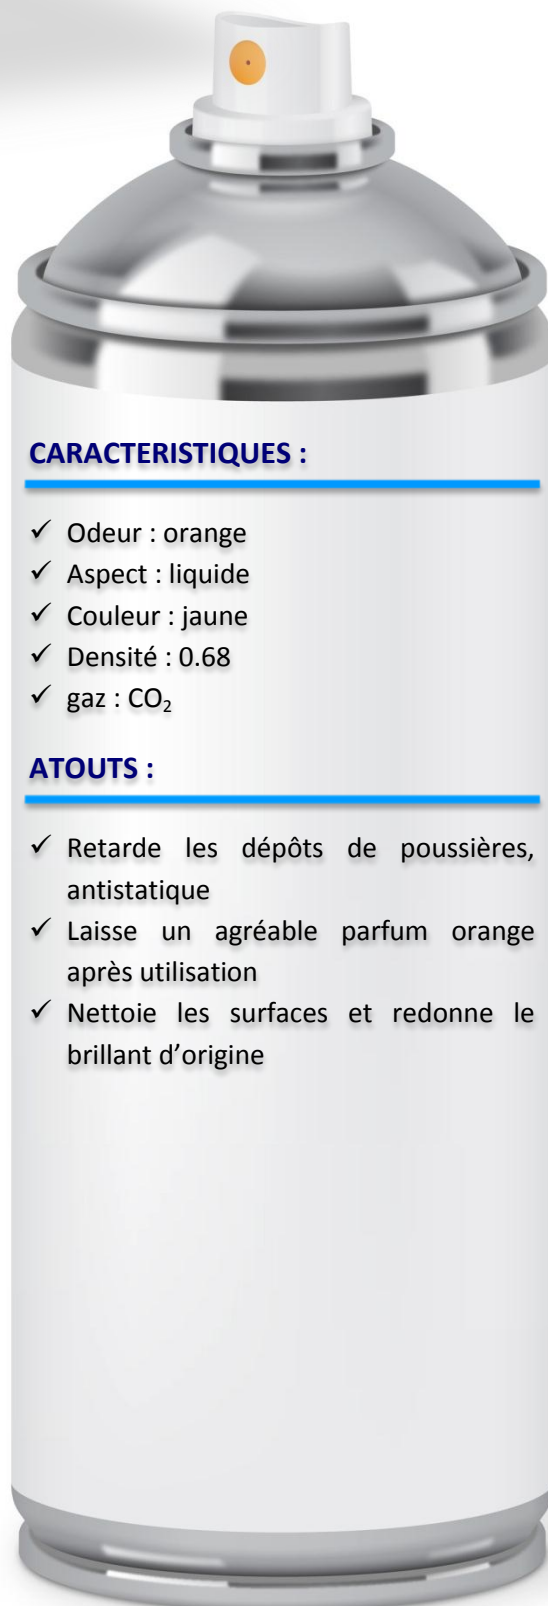 CARACTERISTIQUES :
✓ Odeur : orange
✓ Aspect : liquide
✓ Couleur : jaune
✓ Densité : 0.68
✓ gaz : CO₂
ATOUTS :
✓ Retarde les dépôts de poussières,
antistatique
✓ Laisse un agréable parfum orange
après utilisation
✓ Nettoie les surfaces et redonne le
brillant d’origine